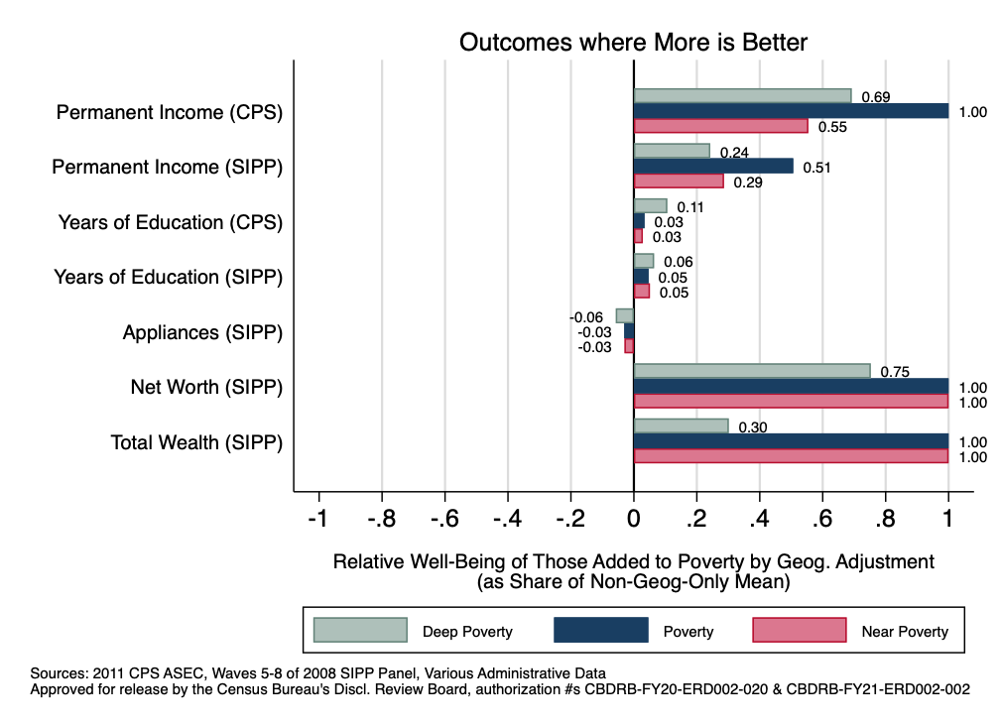 Outcomes where More is Better
Permanent Income (CPS)
0.69
1.00
0.55
Permanent Income (SIPP)
0.24
0.51
0.29
Years of Education (CPS)
0.11
0.03
0.03
Years of Education (SIPP)
0.06
0.05
0.05
Appliances (SIPP)
-0.06
-0.03
-0.03
Net Worth (SIPP)
0.75
1.00
1.00
Total Wealth (SIPP)
0.30
1.00
1.00
-1 -.8 -.6 -.4 -.2 0 .2 .4 .6 .8 1
Relative Well-Being of Those Added to Poverty by Geog. Adjustment
(as Share of Non-Geog-Only Mean)
Deep Poverty Poverty Near Poverty
Sources: 2011 CPS ASEC, Waves 5-8 of 2008 SIPP Panel, Various Administrative Data
Approved for release by the Census Bureau's Discl. Review Board, authorization #s CBDRB-FY20-ERD002-020 & CBDRB-FY21-ERD002-002